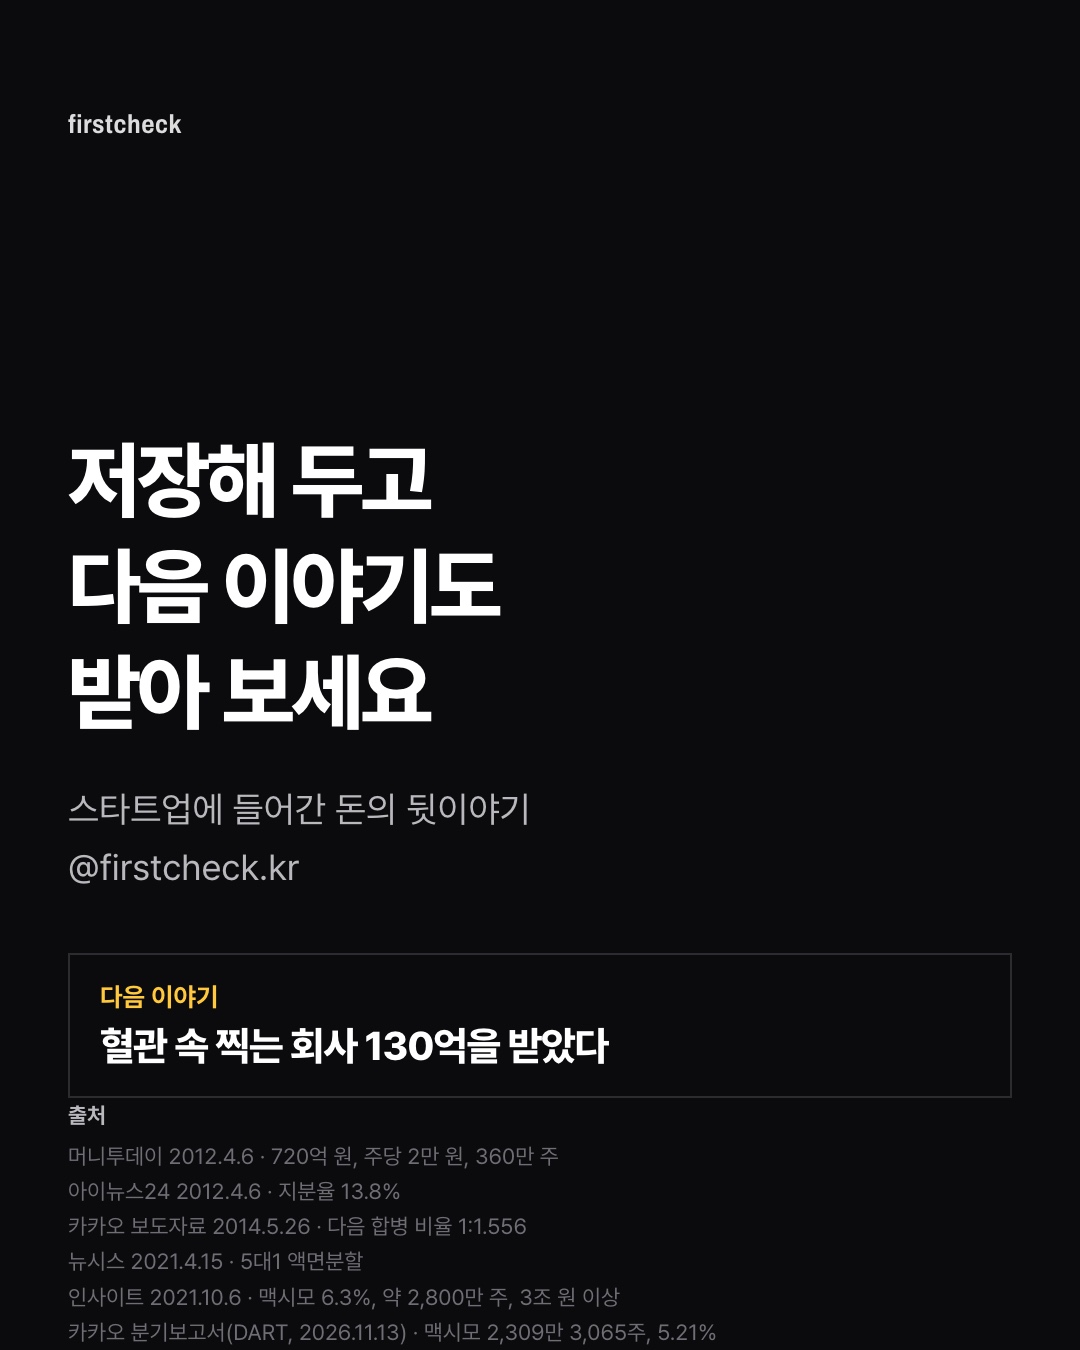 firstcheck
저장해 두고
다음 이야기도
받아 보세요
스타트업에 들어간 돈의 뒷이야기
@firstcheck.kr
다음 이야기
혈관 속 찍는 회사 130억을 받았다
출처
머니투데이 2012.4.6 · 720억 원, 주당 2만 원, 360만 주
아이뉴스24 2012.4.6 · 지분율 13.8%
카카오 보도자료 2014.5.26 · 다음 합병 비율 1:1.556
뉴시스 2021.4.15 · 5대1 액면분할
인사이트 2021.10.6 · 맥시모 6.3%, 약 2,800만 주, 3조 원 이상
카카오 분기보고서(DART, 2026.11.13) · 맥시모 2,309만 3,065주, 5.21%